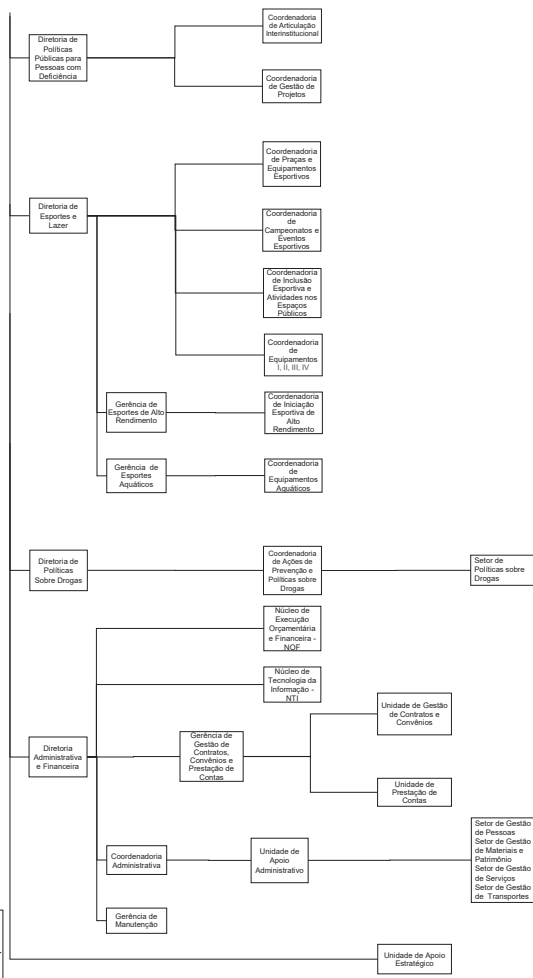 Coordenadoria
de Articulação
Interinstitucional
Diretoria de
Políticas
Públicas para
Pessoas com
Deficiência
Coordenadoria
de Gestão de
Projetos
Coordenadoria
de Praças e
Equipamentos
Esportivos
Diretoria de
Esportes e
Lazer
Coordenadoria
de
Campeonatos e
Eventos
Esportivos
Coordenadoria
de Inclusão
Esportiva e
Atividades nos
Espaços
Públicos
Coordenadoria
de
Equipamentos
I, II, III, IV
Gerência de
Esportes de Alto
Rendimento
Coordenadoria
de Iniciação
Esportiva de
Alto
Rendimento
Gerência de
Esportes
Aquáticos
Coordenadoria
de
Equipamentos
Aquáticos
Diretoria de
Políticas
Sobre Drogas
Coordenadoria
de Ações de
Prevenção e
Políticas sobre
Drogas
Setor de
Políticas sobre
Drogas
Núcleo de
Execução
Orçamentária
e Financeira -
NOF
Núcleo de
Tecnologia da
Informação -
NTI
Unidade de Gestão
de Contratos e
Convênios
Diretoria
Administrativa
e Financeira
Gerência de
Gestão de
Contratos,
Convênios e
Prestação de
Contas
Unidade de
Prestação de
Contas
Coordenadoria
Administrativa
Unidade de
Apoio
Administrativo
Setor de Gestão
de Pessoas
Setor de Gestão
de Materiais e
Patrimônio
Setor de Gestão
de Serviços
Setor de Gestão
de Transportes
Gerência de
Manutenção
Unidade de Apoio
Estratégico